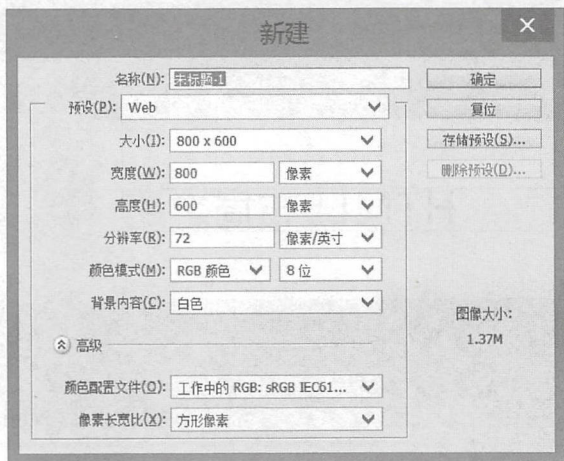 新建
名称(N): 未标题-1
确定
预设(P): Web
复位
大小(I): 800 x 600
存储预设(S)...
宽度(W): 800 像素
删除预设(D)...
高度(H): 600 像素
分辨率(R): 72 像素/英寸
颜色模式(M): RGB 颜色 8 位
背景内容(C): 白色
图像大小:
1.37M
高级
颜色配置文件(O): 工作中的 RGB: sRGB IEC61...
像素长宽比(X): 方形像素